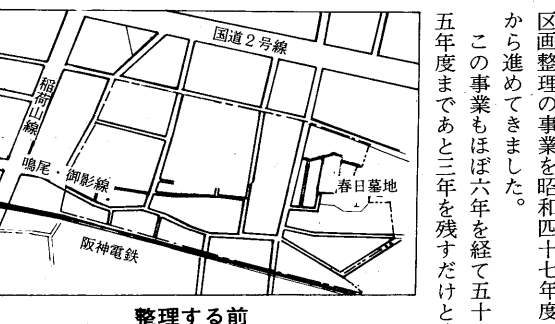 区画整理の事業を昭和四十七年度
から進めてきました。
この事業もほぼ六年を経て五十
五年度まであと三年を残すだけと
国道2号線
稲荷山線
鳴尾・御影線
春日墓地
阪神電鉄
整理する前